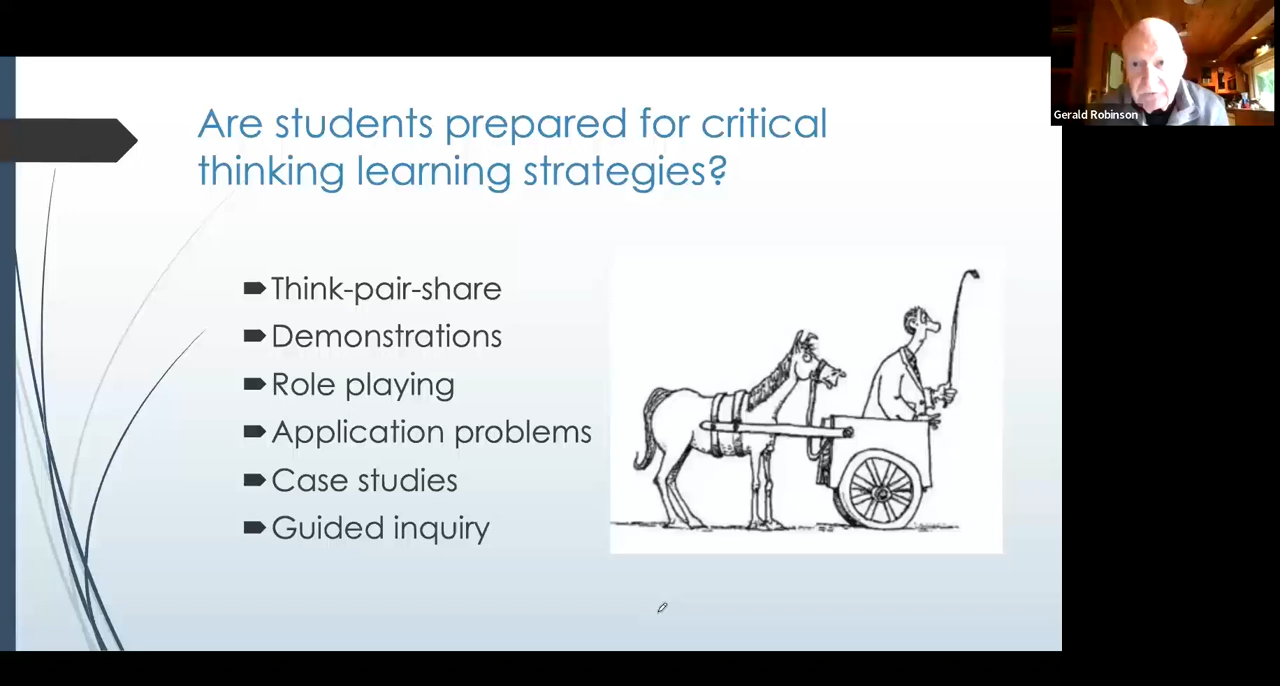 Are students prepared for critical
thinking learning strategies?
Think-pair-share
Demonstrations
Role playing
Application problems
Case studies
Guided inquiry
Gerald Robinson